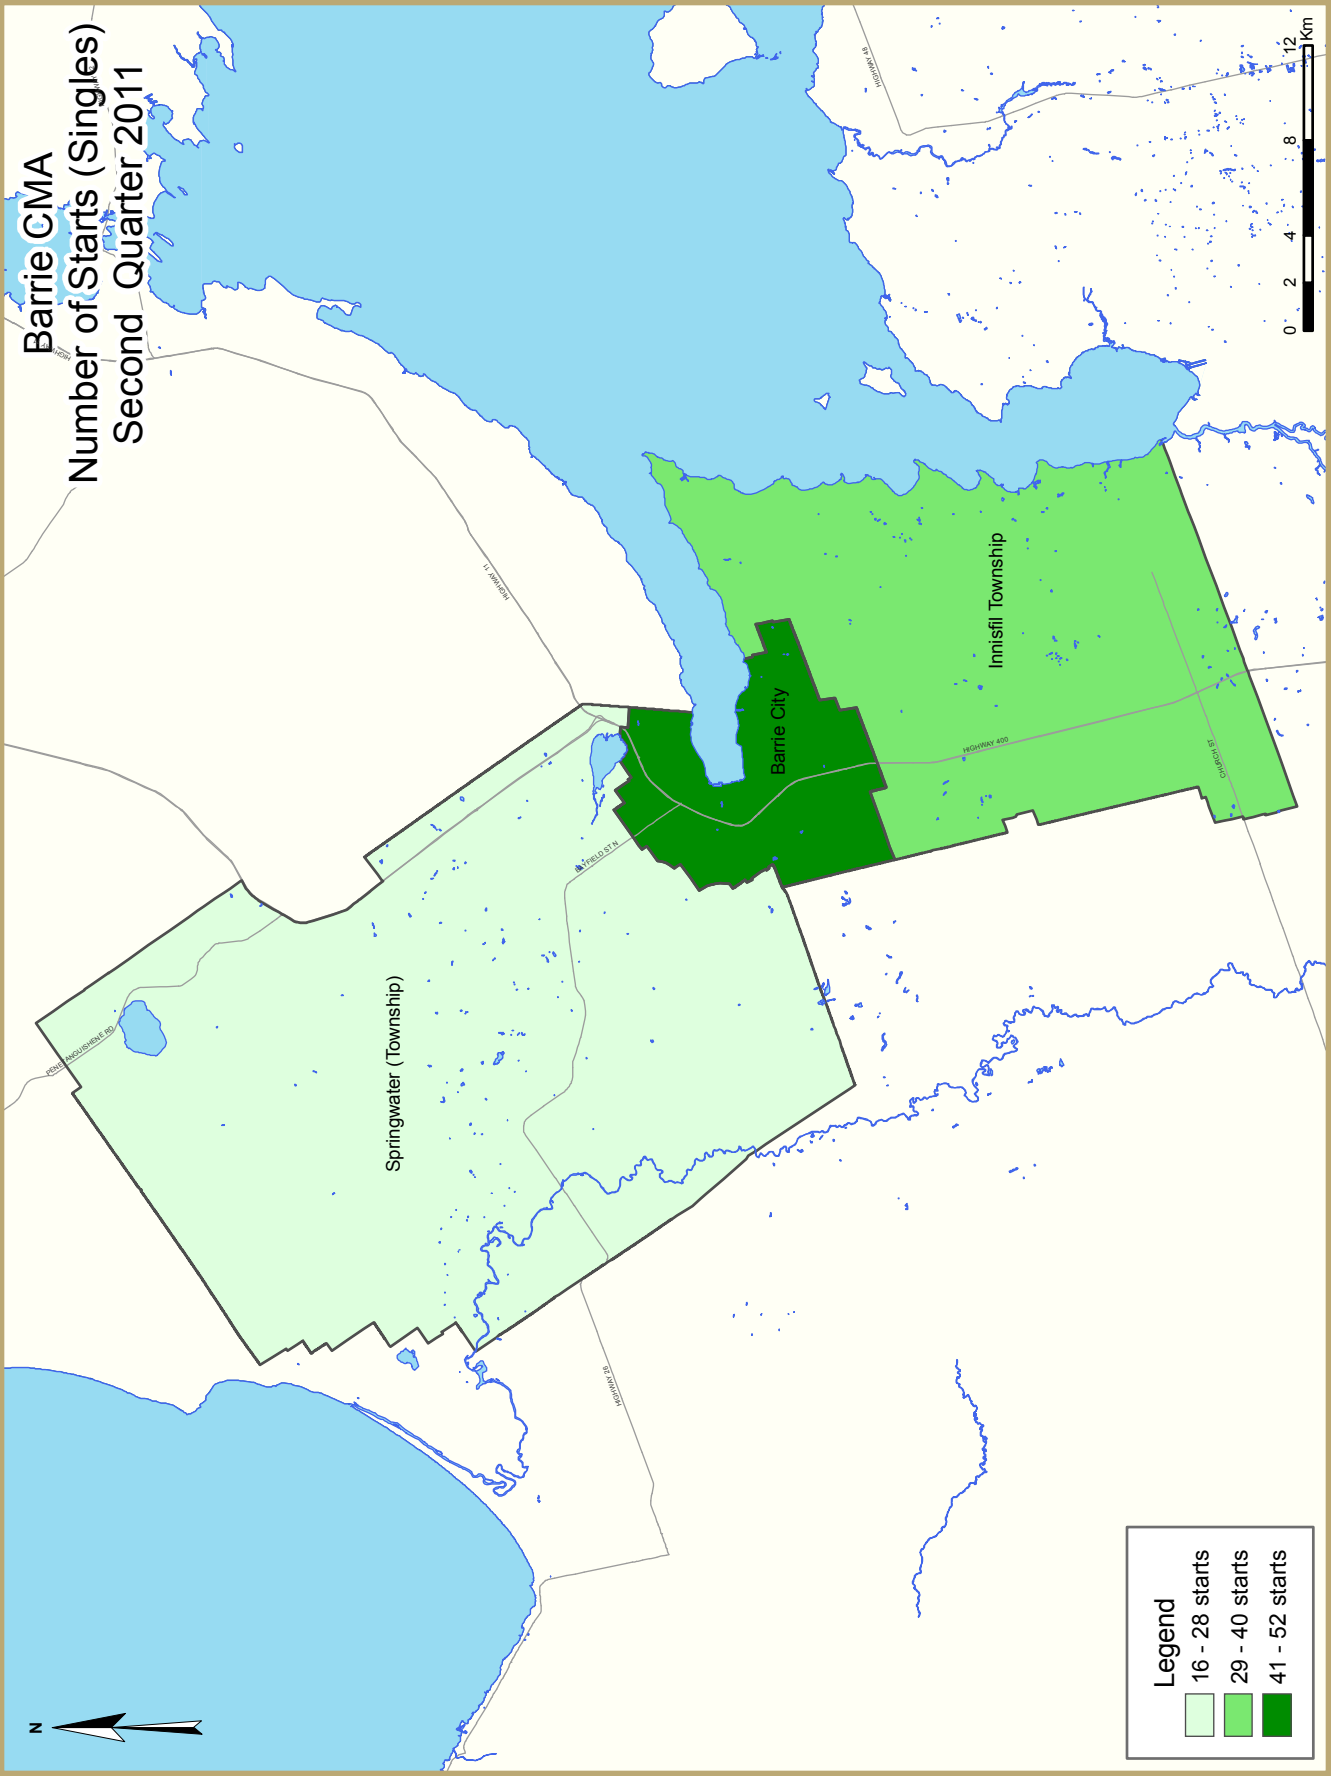 Barrie CMA
Number of Starts (Singles)
Second Quarter 2011
N
HIGHWAY 11
HIGHWAY 48
PENETANGUISHENE RD
BAYFIELD ST N
Springwater (Township)
Barrie City
Innisfil Township
HIGHWAY 400
CHURCH ST
HIGHWAY 26
Legend
16 - 28 starts
29 - 40 starts
41 - 52 starts
0 2 4 8 12
Km